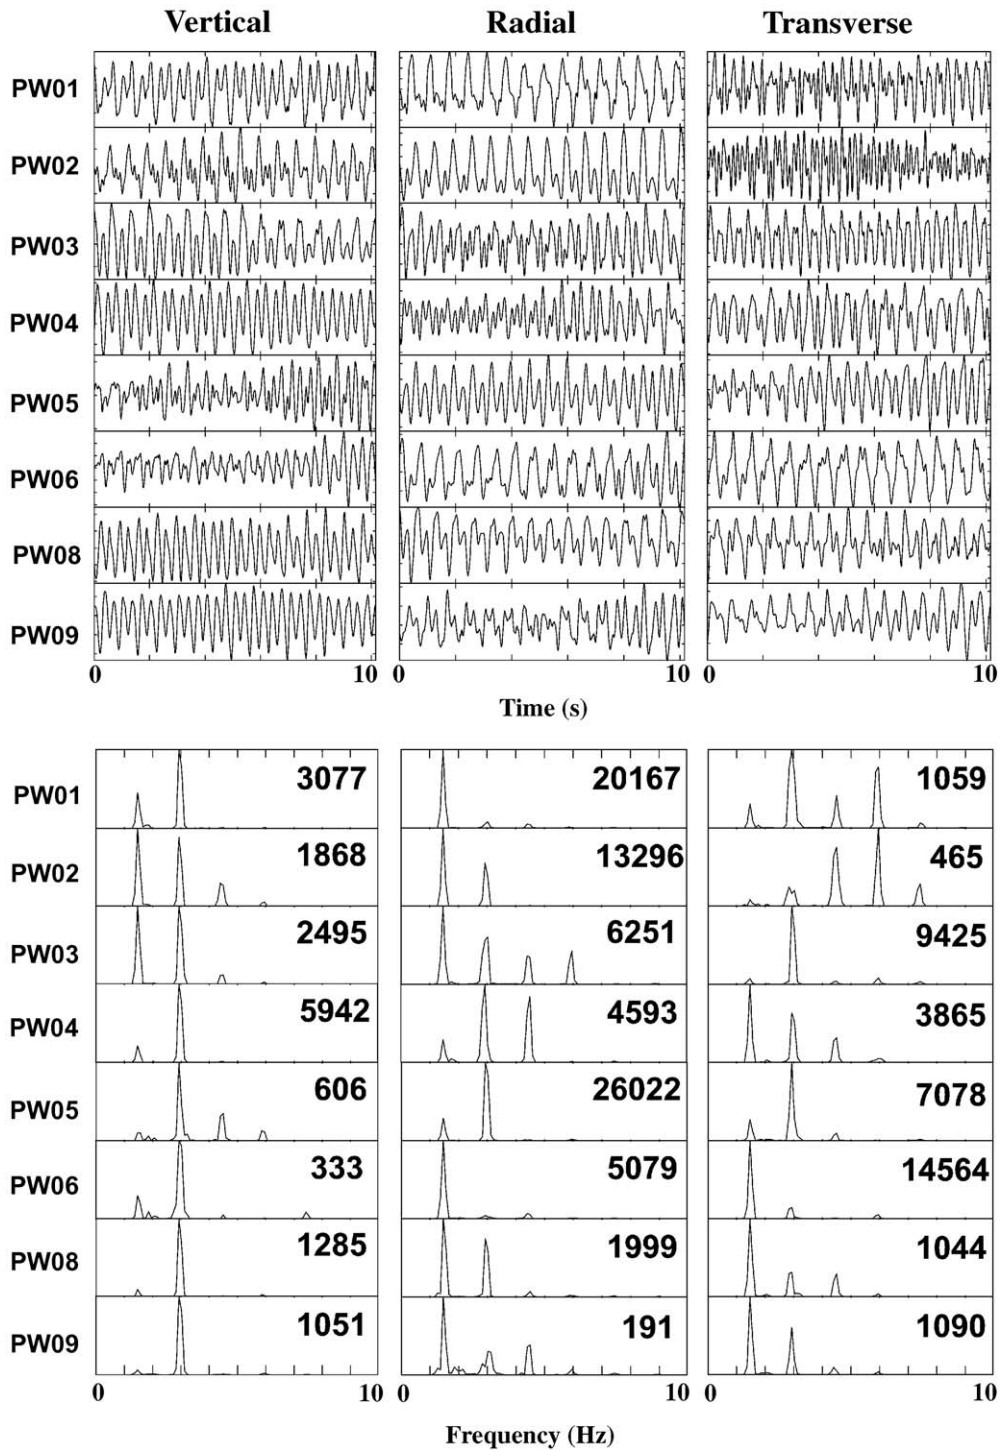 Vertical Radial Transverse
PW01
PW02
PW03
PW04
PW05
PW06
PW08
PW09
0 10 0 10 0 10
Time (s)
PW01 3077 20167 1059
PW02 1868 13296 465
PW03 2495 6251 9425
PW04 5942 4593 3865
PW05 606 26022 7078
PW06 333 5079 14564
PW08 1285 1999 1044
PW09 1051 191 1090
0 10 0 10 0 10
Frequency (Hz)